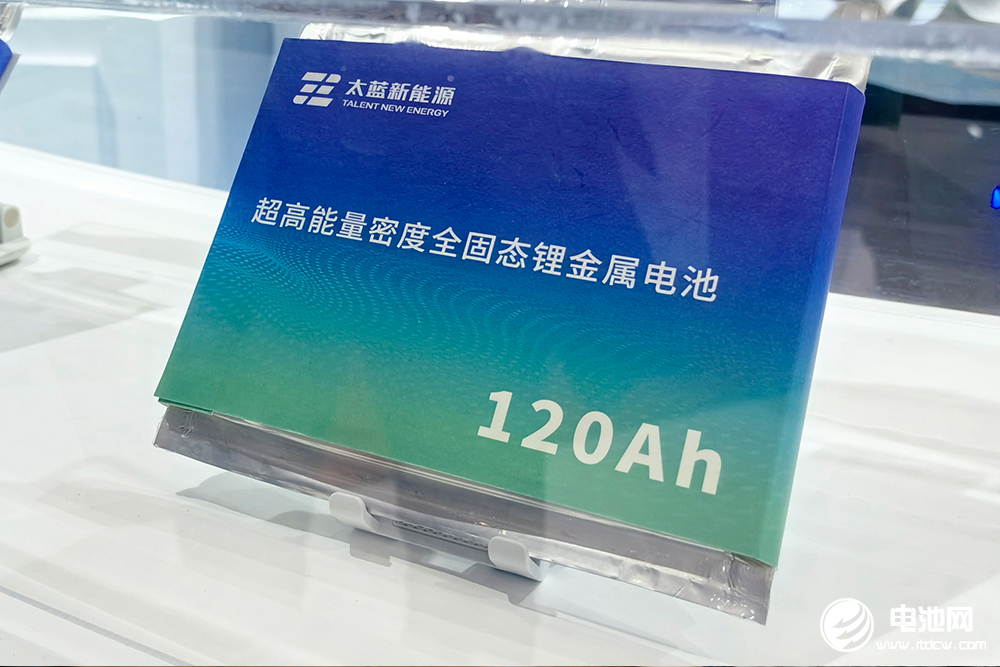 太蓝新能源
TALENT NEW ENERGY
超高能量密度全固态锂金属电池
120Ah
电池网
www.itdcw.com